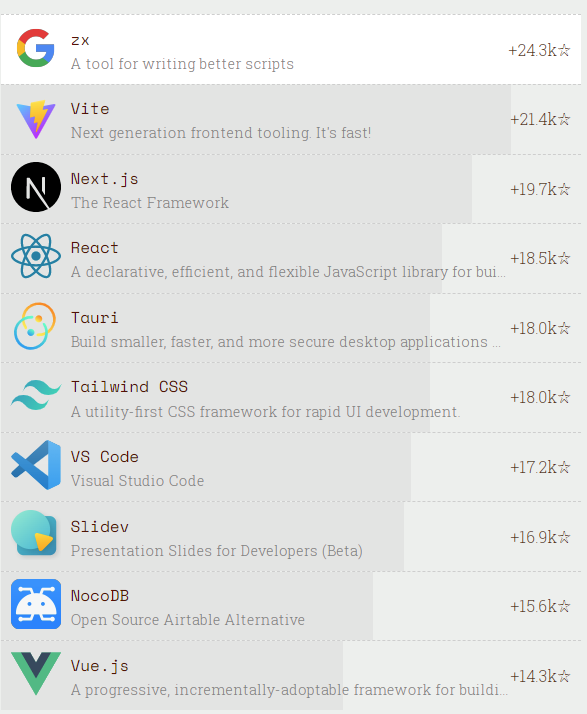 zx
+24.3k☆
A tool for writing better scripts
Vite
+21.4k☆
Next generation frontend tooling. It's fast!
N
Next.js
+19.7k☆
The React Framework
React
+18.5k☆
A declarative, efficient, and flexible JavaScript library for bui...
Tauri
+18.0k☆
Build smaller, faster, and more secure desktop applications ...
Tailwind CSS
+18.0k☆
A utility-first CSS framework for rapid UI development.
VS Code
+17.2k☆
Visual Studio Code
Slidev
+16.9k☆
Presentation Slides for Developers (Beta)
NocoDB
+15.6k☆
Open Source Airtable Alternative
Vue.js
+14.3k☆
A progressive, incrementally-adoptable framework for buildi...